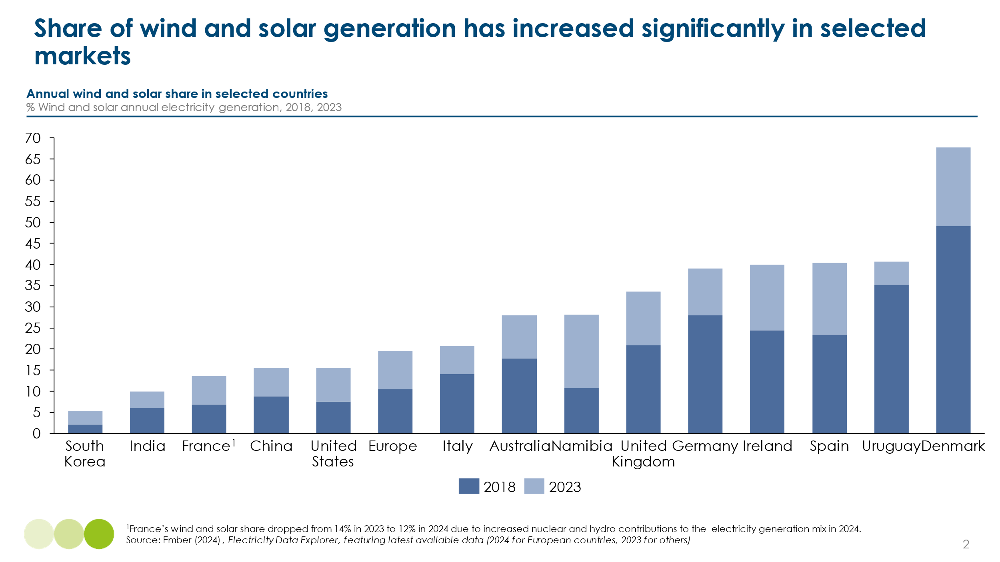 Share of wind and solar generation has increased significantly in selected
markets
Annual wind and solar share in selected countries
% Wind and solar annual electricity generation, 2018, 2023
70
65
60
55
50
45
40
35
30
25
20
15
10
5
0
South Korea
India
France¹
China
United States
Europe
Italy
Australia
Namibia
United Kingdom
Germany
Ireland
Spain
Uruguay
Denmark
2018
2023
¹France’s wind and solar share dropped from 14% in 2023 to 12% in 2024 due to increased nuclear and hydro contributions to the electricity generation mix in 2024.
Source: Ember (2024) , Electricity Data Explorer, featuring latest available data (2024 for European countries, 2023 for others)
2